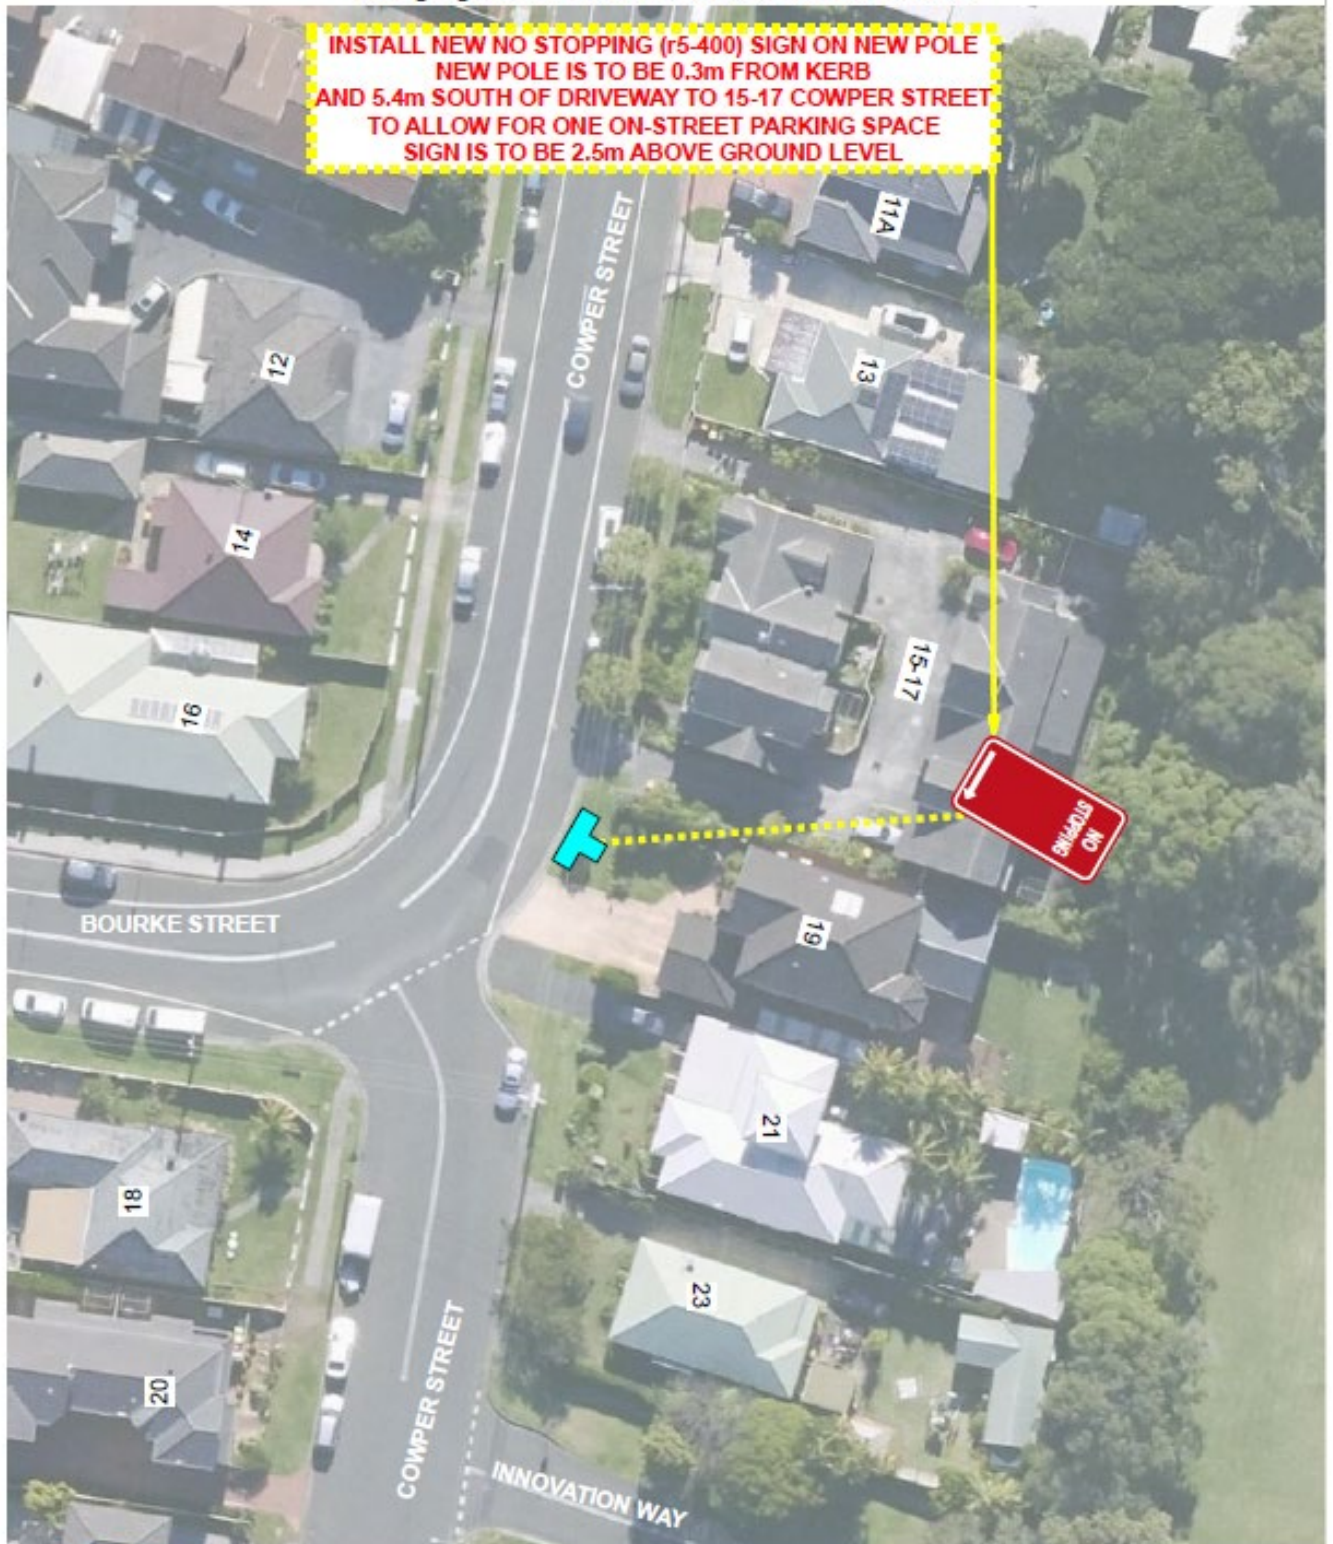 INSTALL NEW NO STOPPING (r5-400) SIGN ON NEW POLE
NEW POLE IS TO BE 0.3m FROM KERB
AND 5.4m SOUTH OF DRIVEWAY TO 15-17 COWPER STREET
TO ALLOW FOR ONE ON-STREET PARKING SPACE
SIGN IS TO BE 2.5m ABOVE GROUND LEVEL
11A
COWPER STREET
12
13
14
15-17
16
NO
STOPPING
BOURKE STREET
19
21
18
23
20
COWPER STREET
INNOVATION WAY